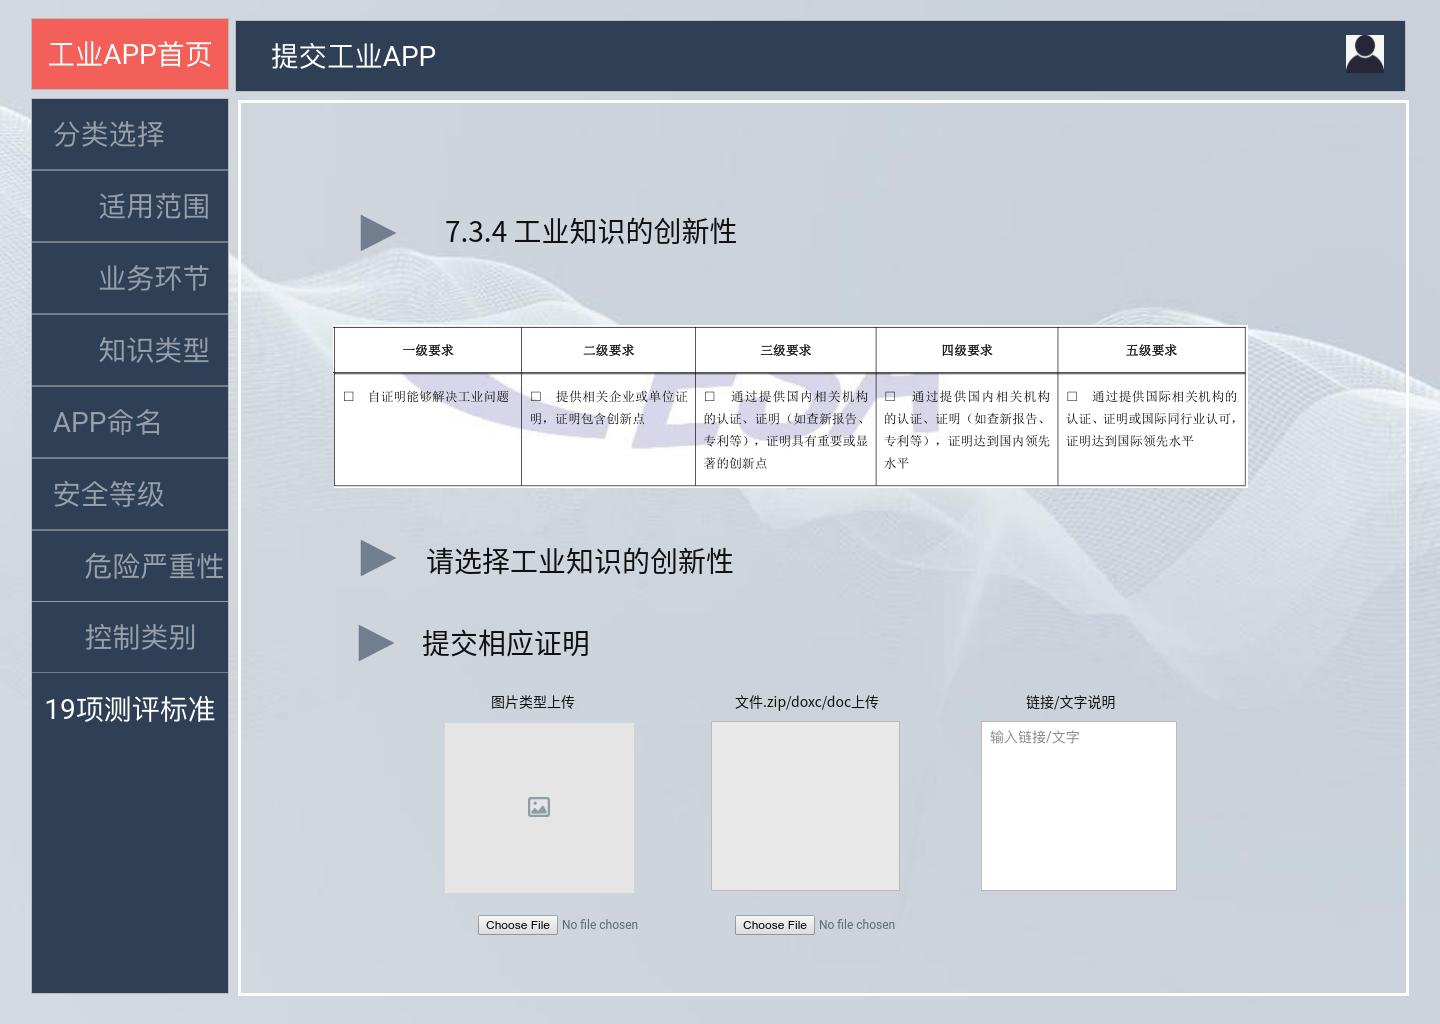 工业APP首页
提交工业APP
分类选择
适用范围
业务环节
知识类型
APP命名
安全等级
危险严重性
控制类别
19项测评标准
7.3.4 工业知识的创新性
一级要求
二级要求
三级要求
四级要求
五级要求
☐ 自证明能够解决工业问题
☐ 提供相关企业或单位证
明，证明包含创新点
☐ 通过提供国内相关机构
的认证、证明（如查新报告、
专利等），证明具有重要或显
著的创新点
☐ 通过提供国内相关机构
的认证、证明（如查新报告、
专利等），证明达到国内领先
水平
☐ 通过提供国际相关机构的
认证、证明或国际同行业认可，
证明达到国际领先水平
CESA
请选择工业知识的创新性
提交相应证明
图片类型上传
文件.zip/doxc/doc上传
链接/文字说明
输入链接/文字
Choose File No file chosen
Choose File No file chosen